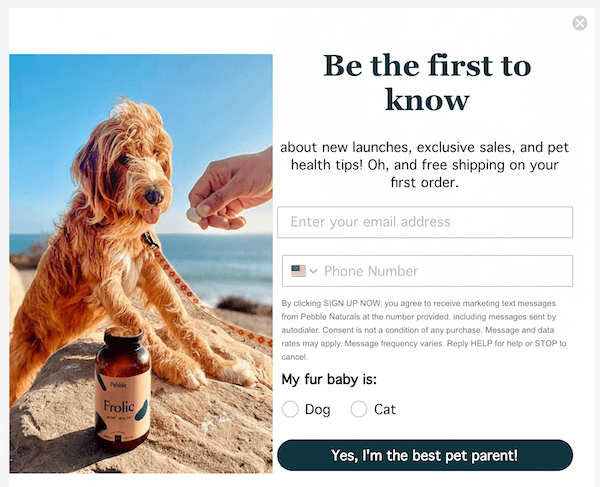 Be the first to
know
about new launches, exclusive sales, and pet
health tips! Oh, and free shipping on your
first order.
Enter your email address
Phone Number
By clicking SIGN UP NOW, you agree to receive marketing text messages
from Pebble Naturals at the number provided, including messages sent by
autodialer. Consent is not a condition of any purchase. Message and data
rates may apply. Message frequency varies. Reply HELP for help or STOP to
cancel.
My fur baby is:
Dog
Cat
Yes, I'm the best pet parent!
Pebble
Frolic
JOINT HEALTH